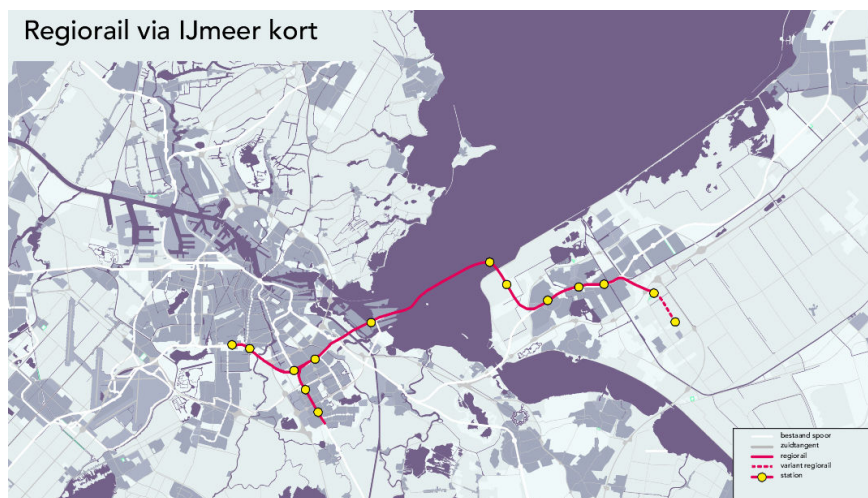 Regiorail via IJmeer kort
bestaand spoor
zuidtangent
regiorail
variant regiorail
station